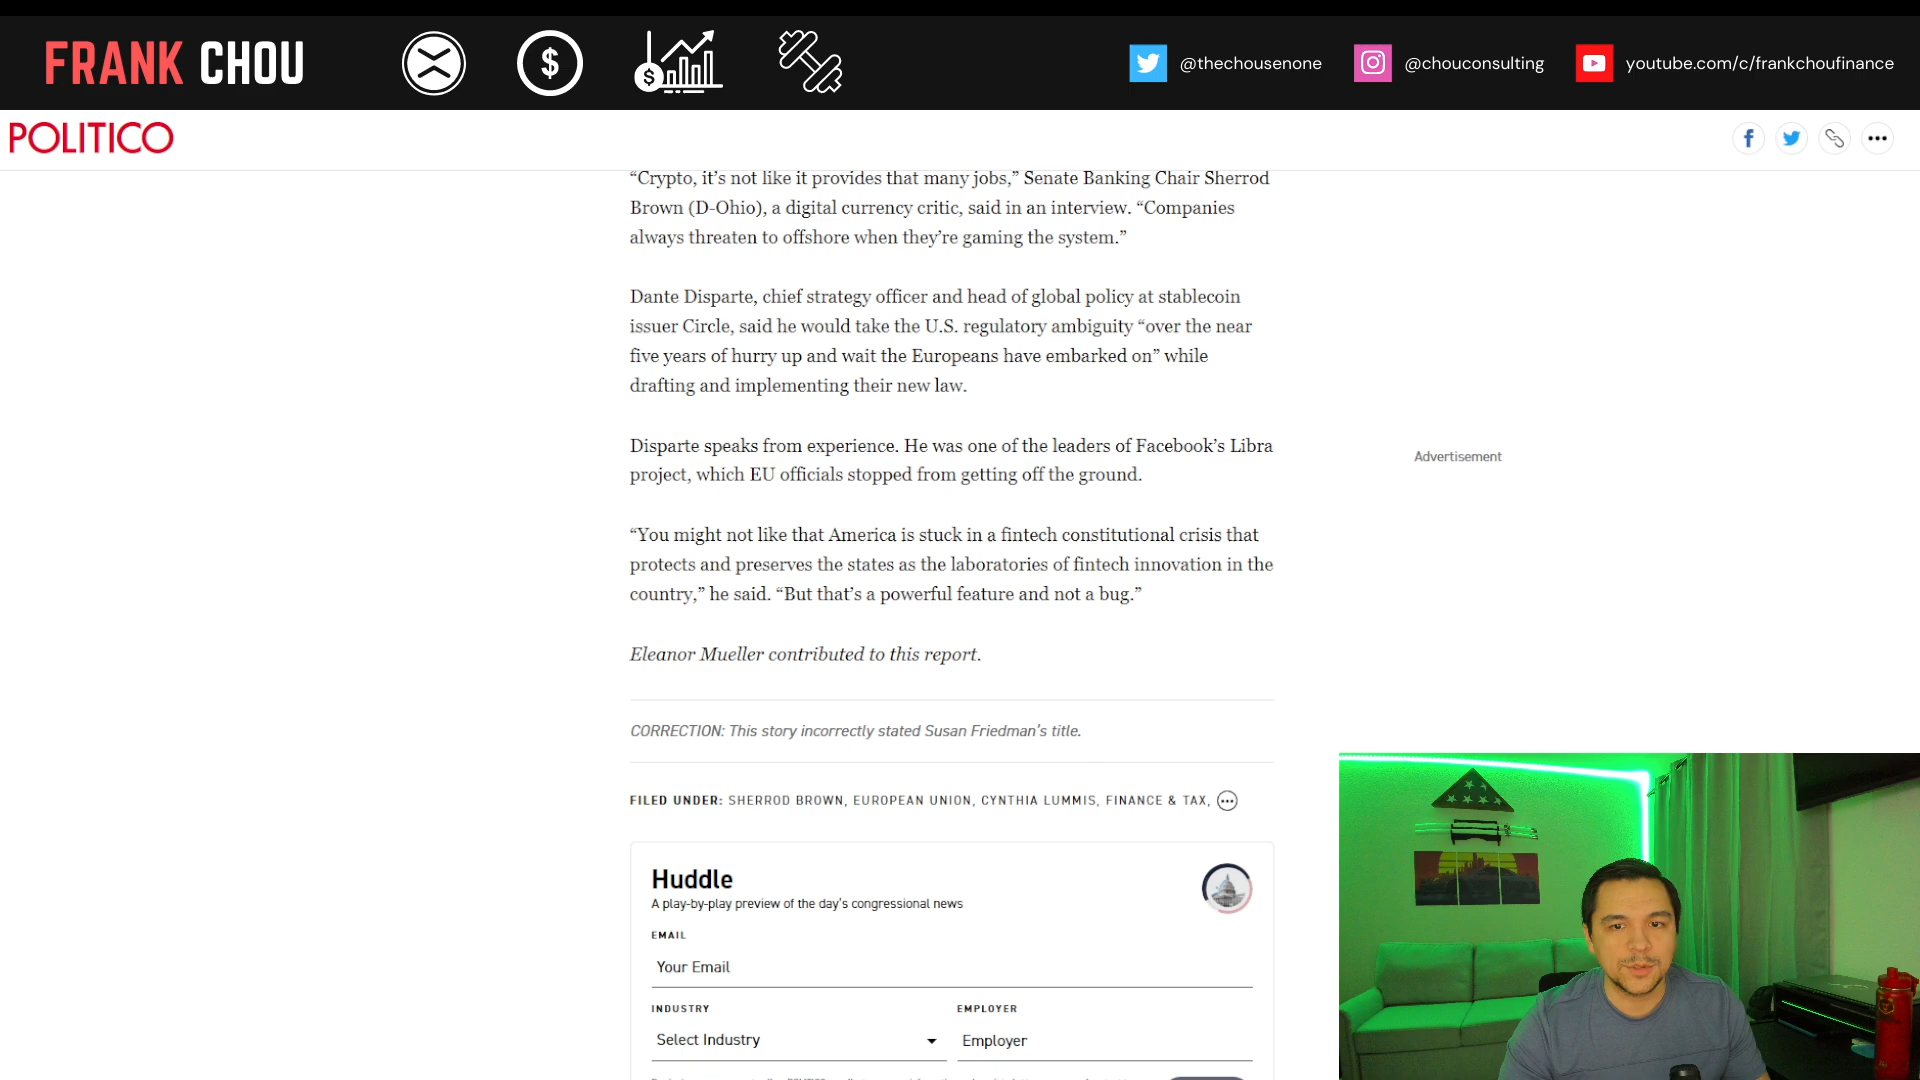 FRANK CHOU
@thechousenone
@chouconsulting
youtube.com/c/frankchoufinance
POLITICO
“Crypto, it’s not like it provides that many jobs,” Senate Banking Chair Sherrod
Brown (D-Ohio), a digital currency critic, said in an interview. “Companies
always threaten to offshore when they’re gaming the system.”
Dante Disparte, chief strategy officer and head of global policy at stablecoin
issuer Circle, said he would take the U.S. regulatory ambiguity “over the near
five years of hurry up and wait the Europeans have embarked on” while
drafting and implementing their new law.
Disparte speaks from experience. He was one of the leaders of Facebook’s Libra
project, which EU officials stopped from getting off the ground.
Advertisement
“You might not like that America is stuck in a fintech constitutional crisis that
protects and preserves the states as the laboratories of fintech innovation in the
country,” he said. “But that’s a powerful feature and not a bug.”
Eleanor Mueller contributed to this report.
CORRECTION: This story incorrectly stated Susan Friedman’s title.
FILED UNDER: SHERROD BROWN, EUROPEAN UNION, CYNTHIA LUMMIS, FINANCE & TAX,
Huddle
A play-by-play preview of the day’s congressional news
EMAIL
Your Email
INDUSTRY
EMPLOYER
Select Industry
Employer